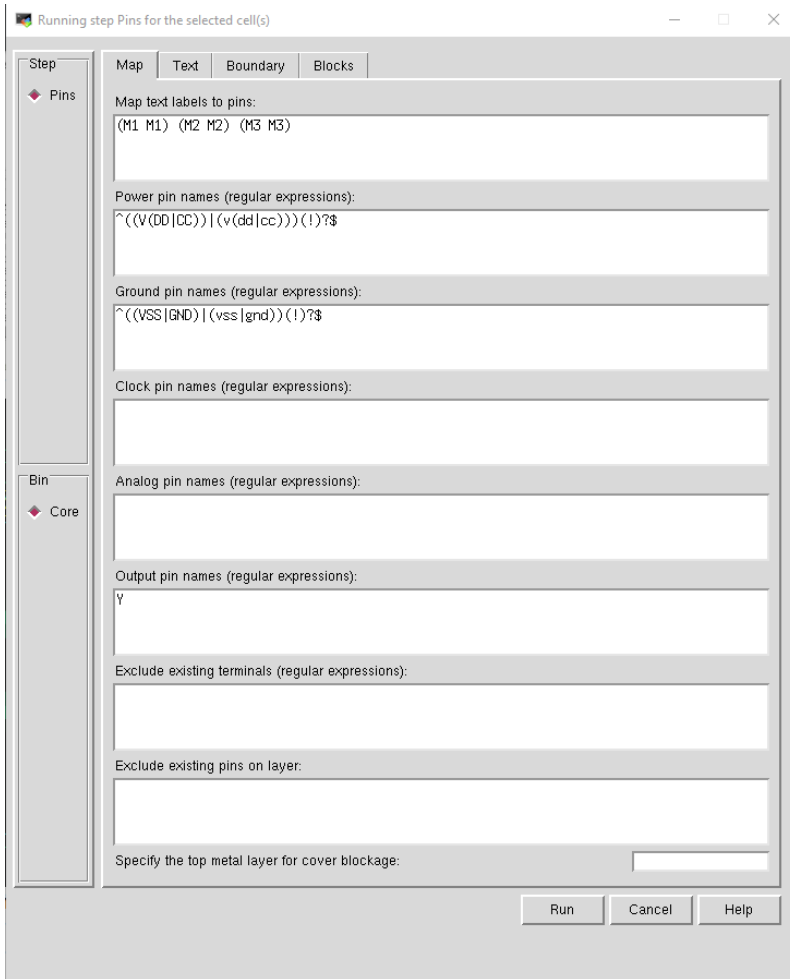 Running step Pins for the selected cell(s)
Step
Pins
Bin
Core
Map Text Boundary Blocks
Map text labels to pins:
(M1 M1) (M2 M2) (M3 M3)
Power pin names (regular expressions):
^((V(DD|CC))|(v(dd|cc)))(!)?$
Ground pin names (regular expressions):
^((VSS|GND)|(vss|gnd))(!)?$
Clock pin names (regular expressions):
Analog pin names (regular expressions):
Output pin names (regular expressions):
Y
Exclude existing terminals (regular expressions):
Exclude existing pins on layer:
Specify the top metal layer for cover blockage:
Run Cancel Help